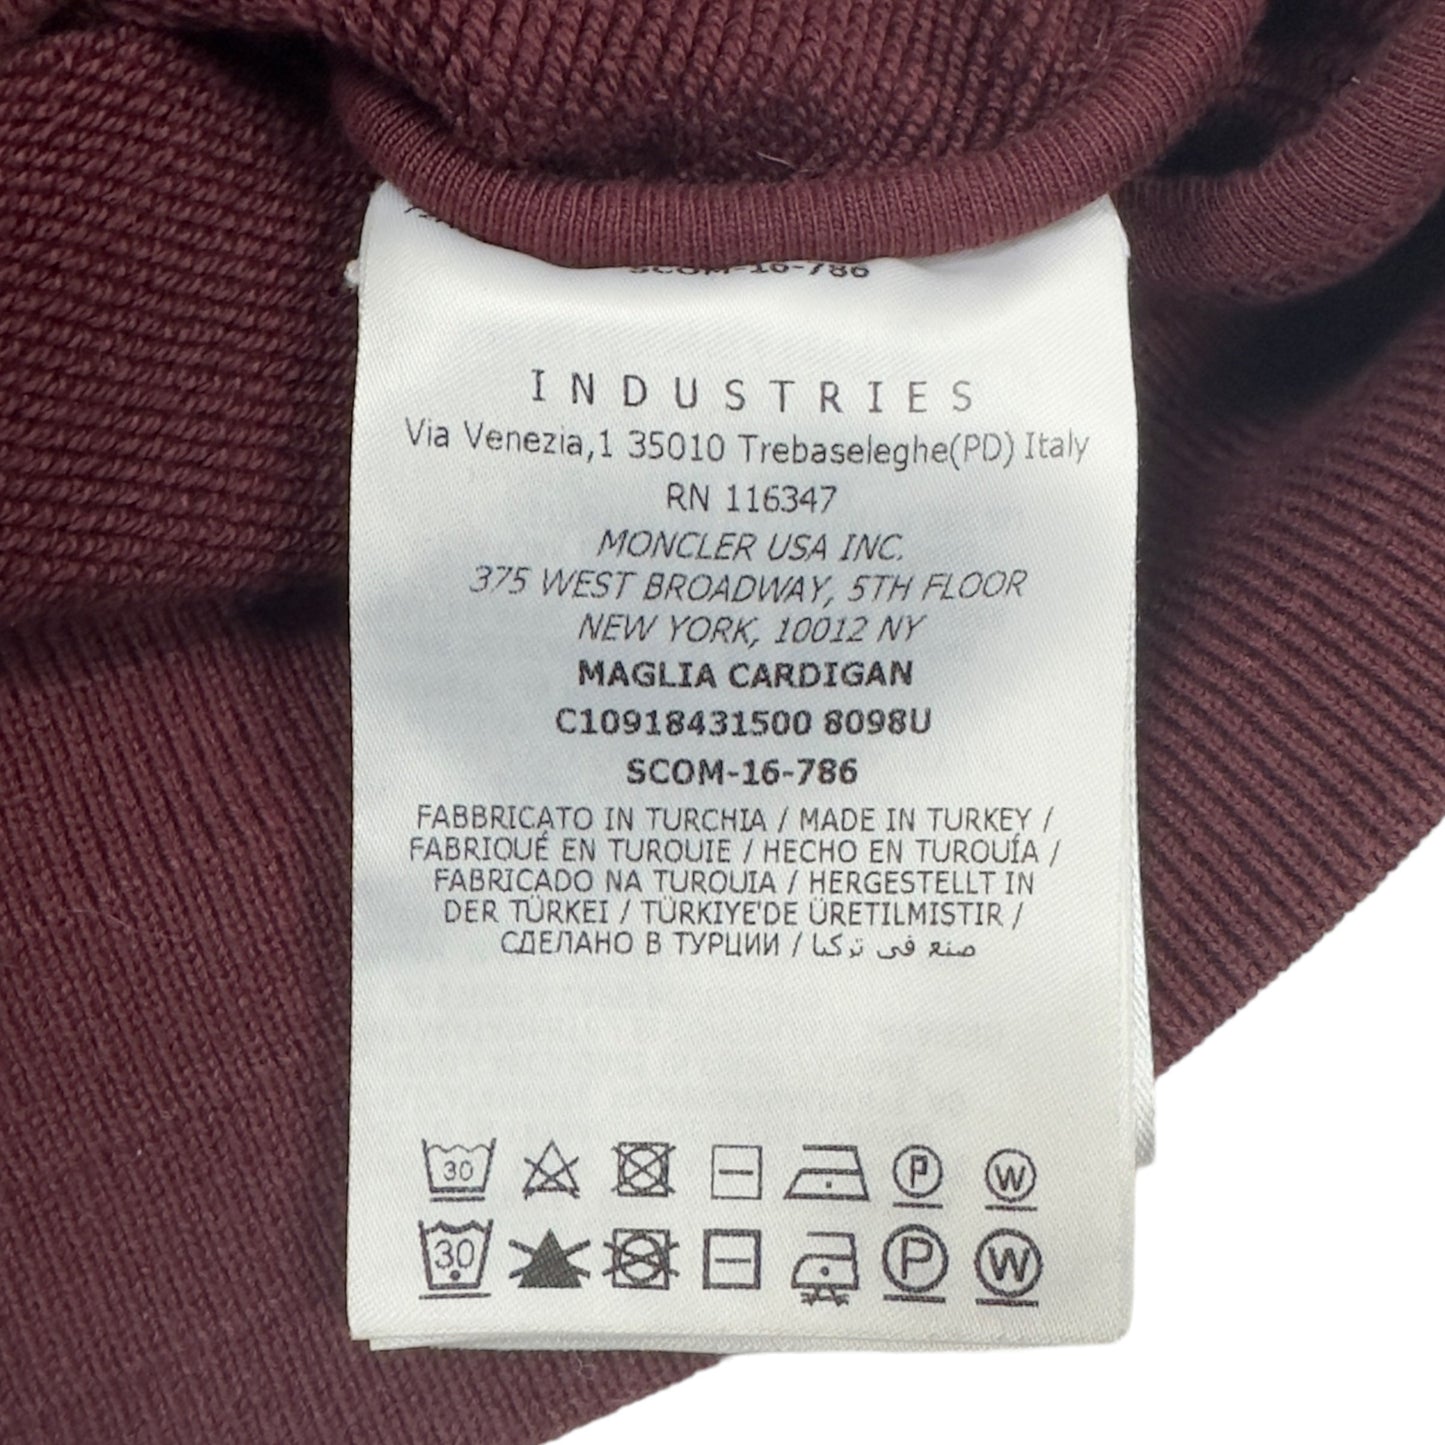 SCOM-16-786
INDUSTRIES
Via Venezia,1 35010 Trebaseleghe(PD) Italy
RN 116347
MONCLER USA INC.
375 WEST BROADWAY, 5TH FLOOR
NEW YORK, 10012 NY
MAGLIA CARDIGAN
C10918431500 8098U
SCOM-16-786
FABBRICATO IN TURCHIA / MADE IN TURKEY /
FABRIQUÉ EN TURQUIE / HECHO EN TURQUÍA /
FABRICADO NA TURQUIA / HERGESTELLT IN
DER TÜRKEI / TÜRKIYE'DE ÜRETILMISTIR /
СДЕЛАНО В ТУРЦИИ / صنع في تركيا
30 P W
30 P W